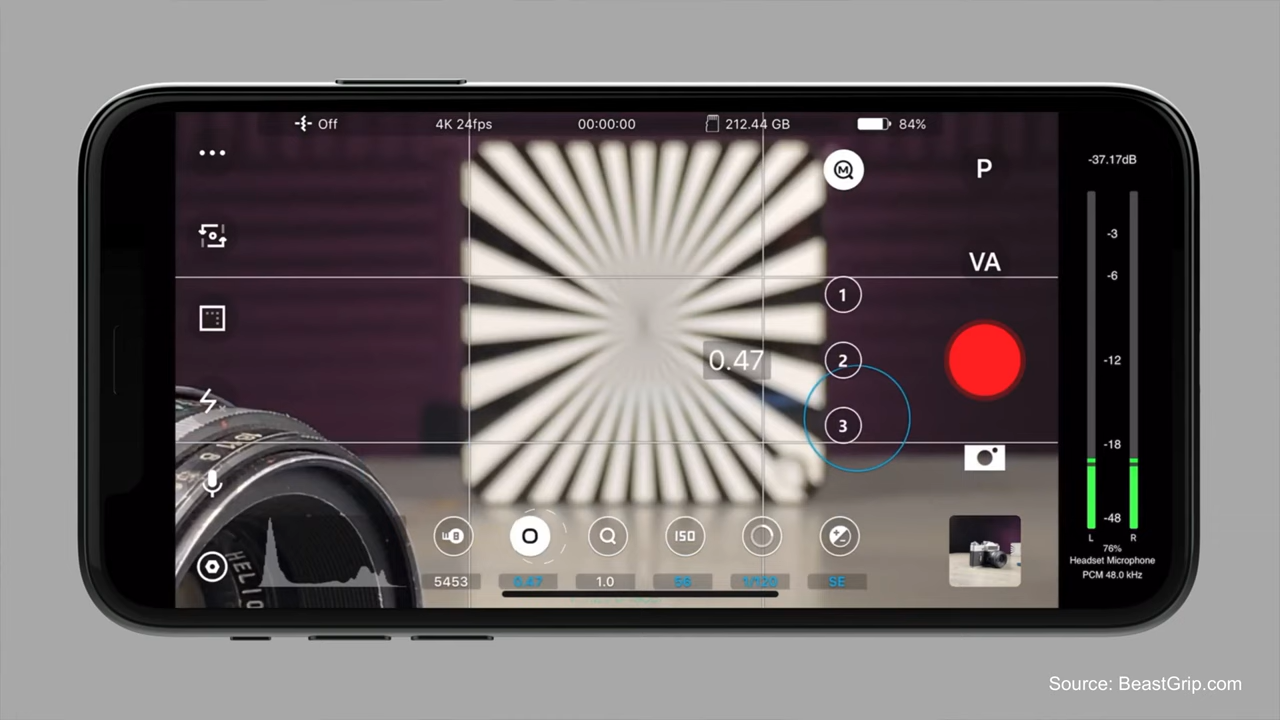 Off
4K 24fps
00:00:00
212.44 GB
84%
-37.17dB
M
P
VA
-3
-6
1
2
0.47
-12
3
-18
-48
L R
76%
Headset Microphone
PCM 48.0 kHz
WB
ISO
5453
0.47
1.0
58
1/120
SE
HELIO
Source: BeastGrip.com